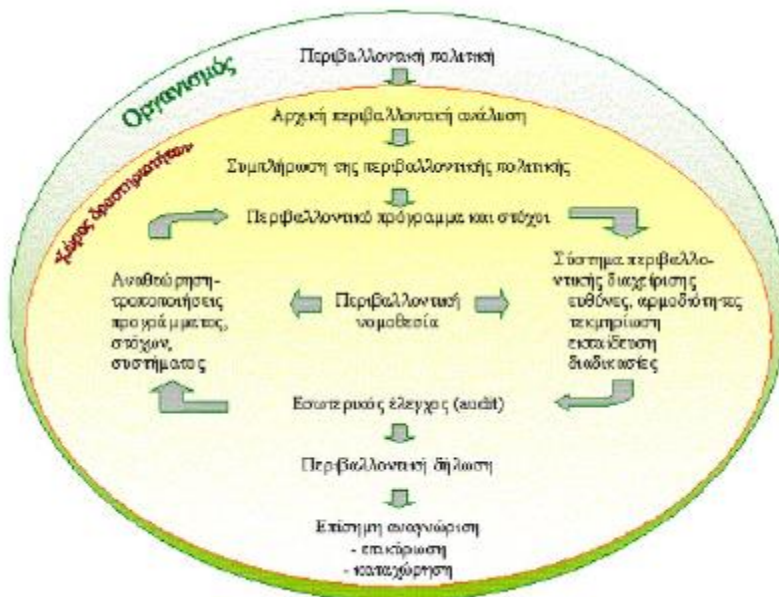 Οργανισμός
Περιβαλλοντική πολιτική
Χώρος δραστηριοτήτων
Αρχική περιβαλλοντική ανάλυση
Συμπλήρωση της περιβαλλοντικής πολιτικής
Περιβαλλοντικό πρόγραμμα και στόχοι
Αναθεώρηση-
τροποποιήσεις
προγράμματος,
στόχων,
συστήματος
Περιβαλλοντική
νομοθεσία
Σύστημα περιβαλλο-
ντικής διαχείρισης
ευθύνες, αρμοδιότητες
τεκμηρίωση
εκπαίδευση
διαδικασίες
Εσωτερικός έλεγχος (audit)
Περιβαλλοντική δήλωση
Επίσημη αναγνώριση
- επικύρωση
- καταχώρηση